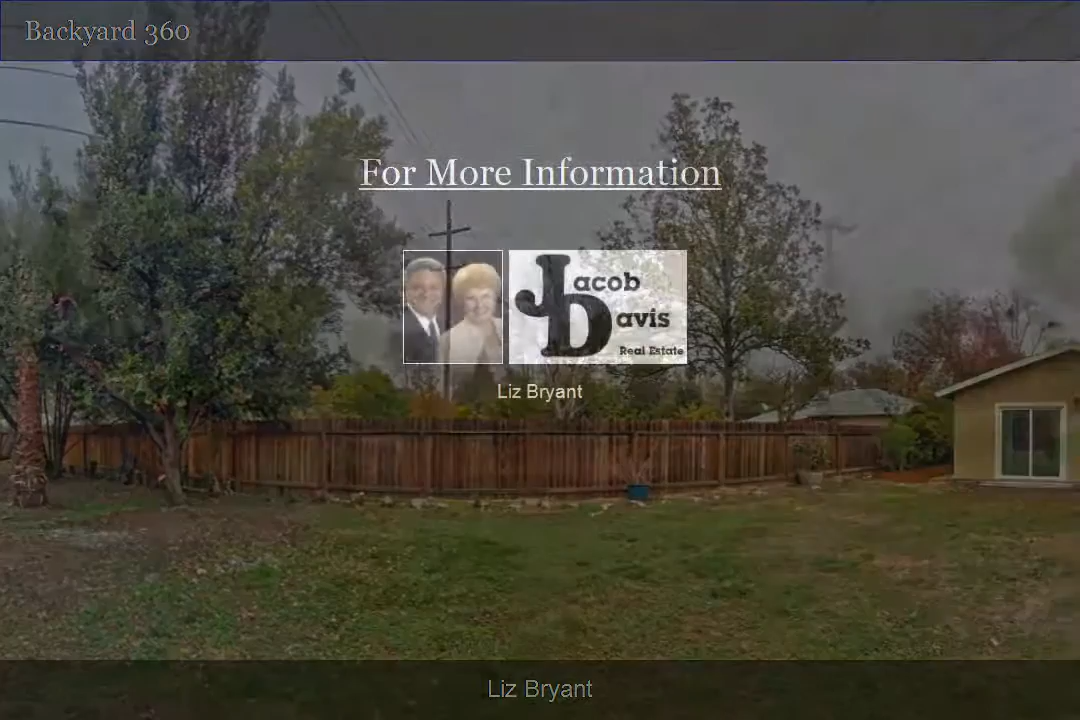 Backyard 360
For More Information
Jacob
Davis
Real Estate
Liz Bryant
Liz Bryant